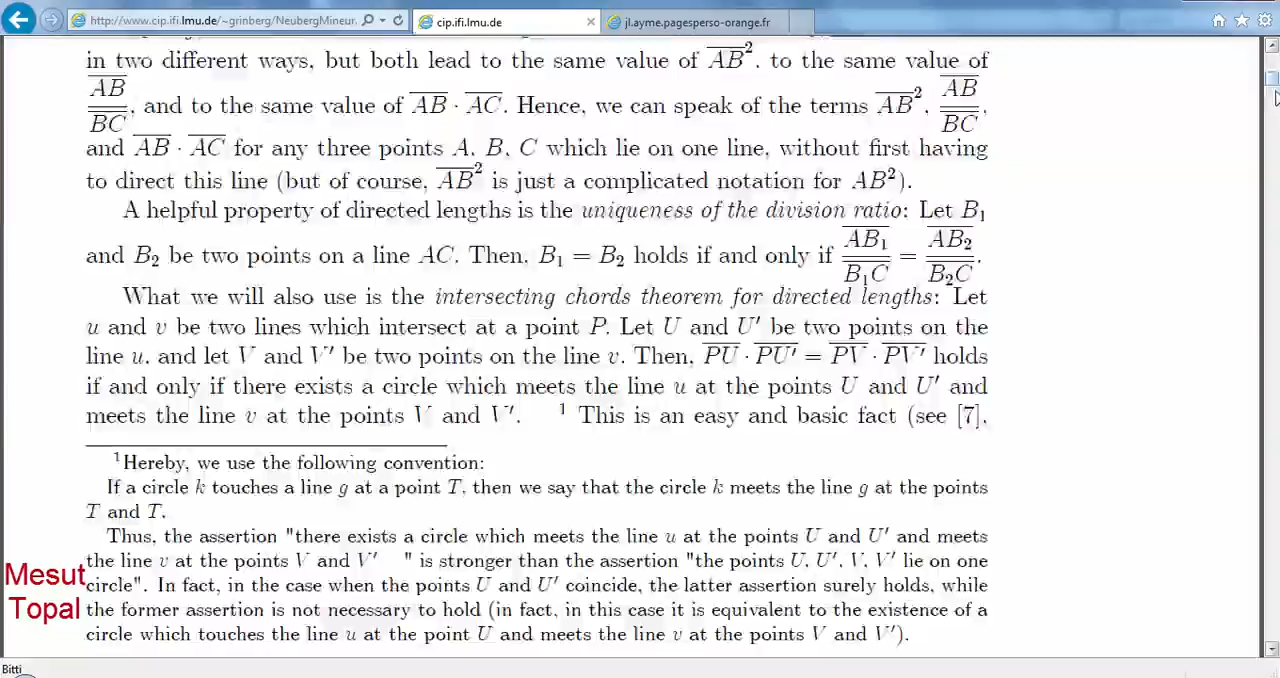 http://www.cip.ifi.lmu.de/~grinberg/NeubergMineur.
cip.ifi.lmu.de
jl.ayme.pagesperso-orange.fr
in two different ways, but both lead to the same value of AB², to the same value of
AB/BC, and to the same value of AB · AC. Hence, we can speak of the terms AB², AB/BC,
and AB · AC for any three points A, B, C which lie on one line, without first having
to direct this line (but of course, AB² is just a complicated notation for AB²).
A helpful property of directed lengths is the uniqueness of the division ratio: Let B₁
and B₂ be two points on a line AC. Then, B₁ = B₂ holds if and only if AB₁/B₁C = AB₂/B₂C.
What we will also use is the intersecting chords theorem for directed lengths: Let
u and v be two lines which intersect at a point P. Let U and U′ be two points on the
line u, and let V and V′ be two points on the line v. Then, PU · PU′ = PV · PV′ holds
if and only if there exists a circle which meets the line u at the points U and U′ and
meets the line v at the points V and V′. ¹ This is an easy and basic fact (see [7],
¹Hereby, we use the following convention:
If a circle k touches a line g at a point T, then we say that the circle k meets the line g at the points
T and T.
Thus, the assertion "there exists a circle which meets the line u at the points U and U′ and meets
the line v at the points V and V′ " is stronger than the assertion "the points U, U′, V, V′ lie on one
circle". In fact, in the case when the points U and U′ coincide, the latter assertion surely holds, while
the former assertion is not necessary to hold (in fact, in this case it is equivalent to the existence of a
circle which touches the line u at the point U and meets the line v at the points V and V′).
Mesut
Topal
Bitti